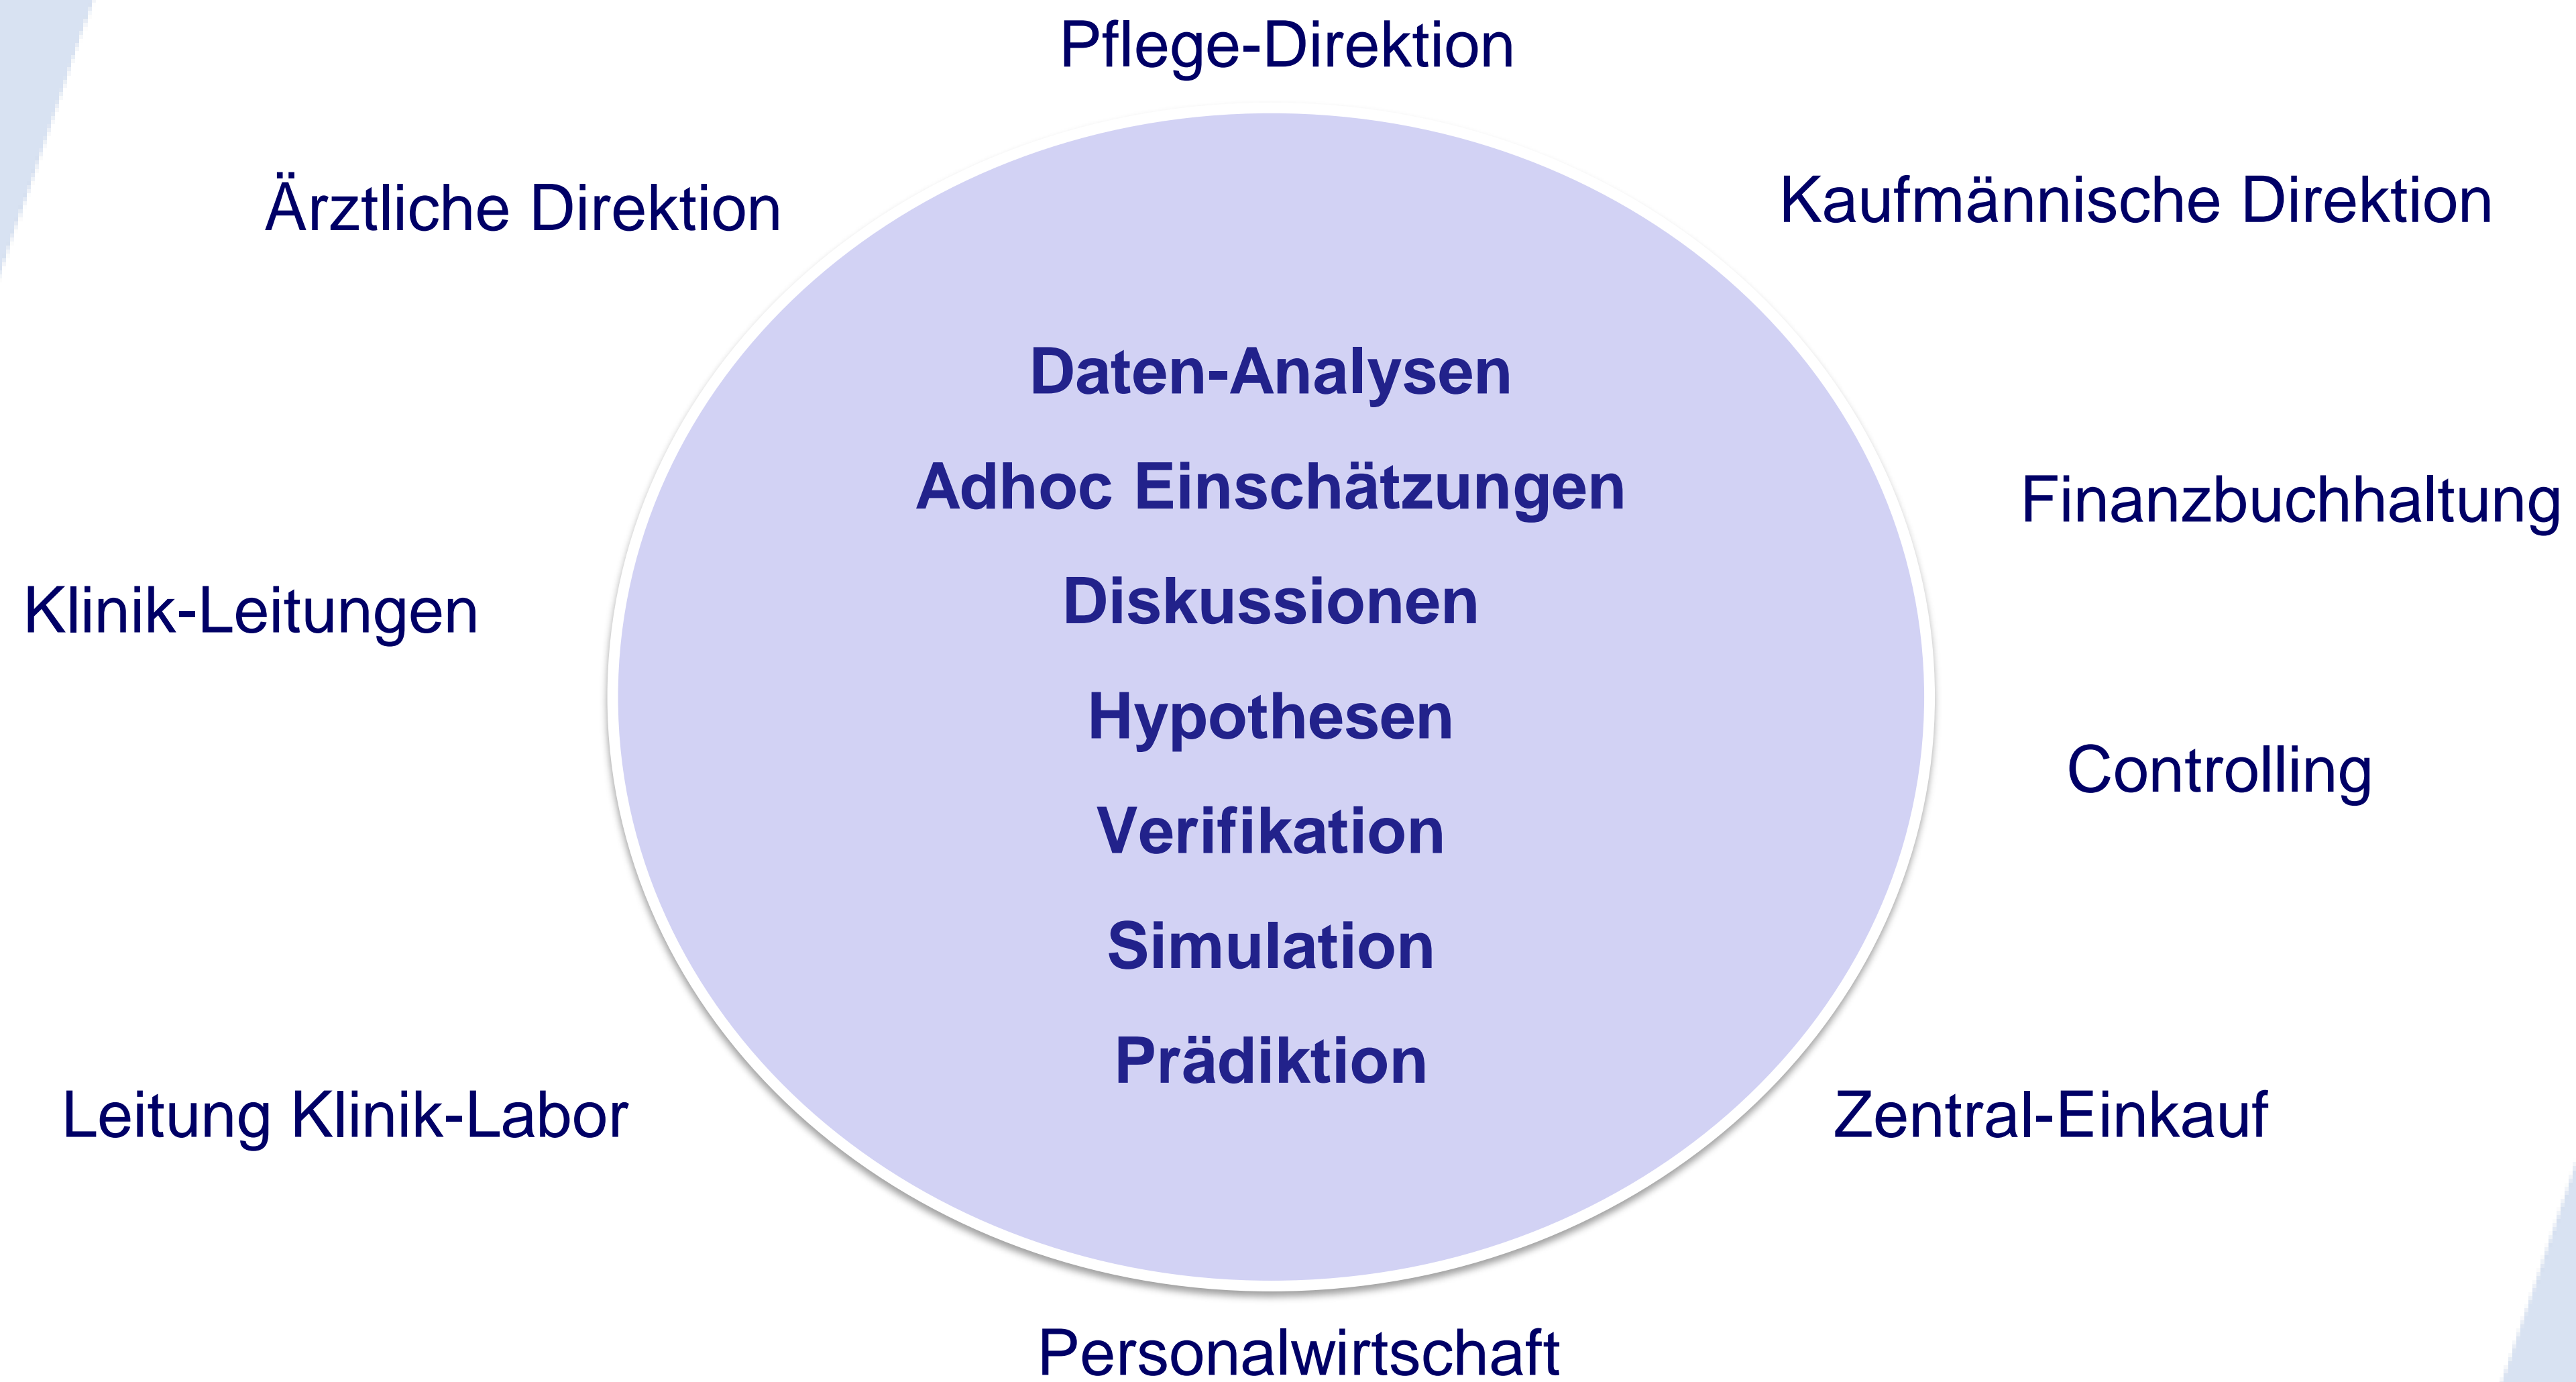 Pflege-Direktion
Ärztliche Direktion
Kaufmännische Direktion
Daten-Analysen
Adhoc Einschätzungen
Finanzbuchhaltung
Diskussionen
Klinik-Leitungen
Hypothesen
Controlling
Verifikation
Simulation
Prädiktion
Leitung Klinik-Labor
Zentral-Einkauf
Personalwirtschaft